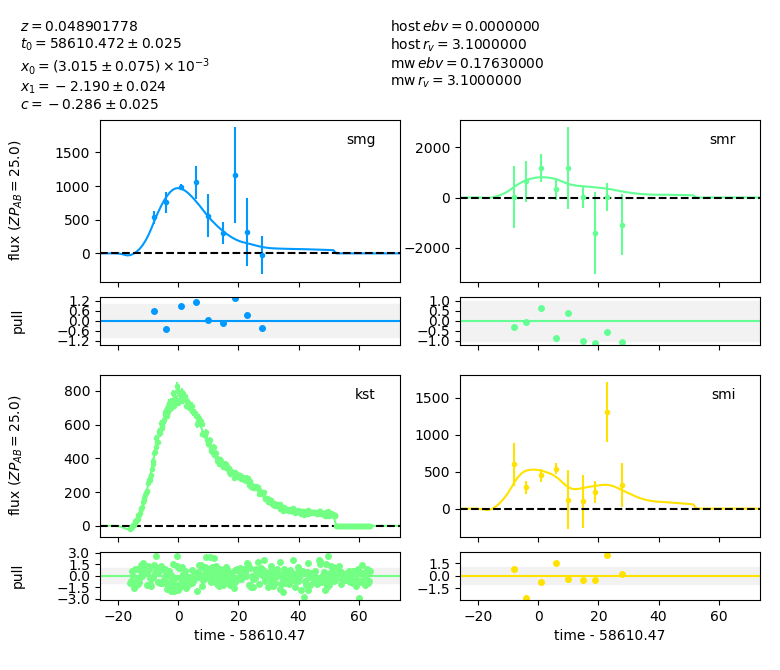 z = 0.048901778
t₀ = 58610.472 ± 0.025
x₀ = (3.015 ± 0.075) × 10⁻³
x₁ = −2.190 ± 0.024
c = −0.286 ± 0.025
host ebv = 0.0000000
host r_v = 3.1000000
mw ebv = 0.17630000
mw r_v = 3.1000000
flux (ZP_AB = 25.0)
1500
1000
500
0
smg
2000
0
−2000
smr
pull
1.2
0.6
0.0
−0.6
−1.2
1.0
0.5
0.0
−0.5
−1.0
flux (ZP_AB = 25.0)
800
600
400
200
0
kst
1500
1000
500
0
smi
pull
3.0
1.5
0.0
−1.5
−3.0
1.5
0.0
−1.5
−20 0 20 40 60
time - 58610.47
−20 0 20 40 60
time - 58610.47